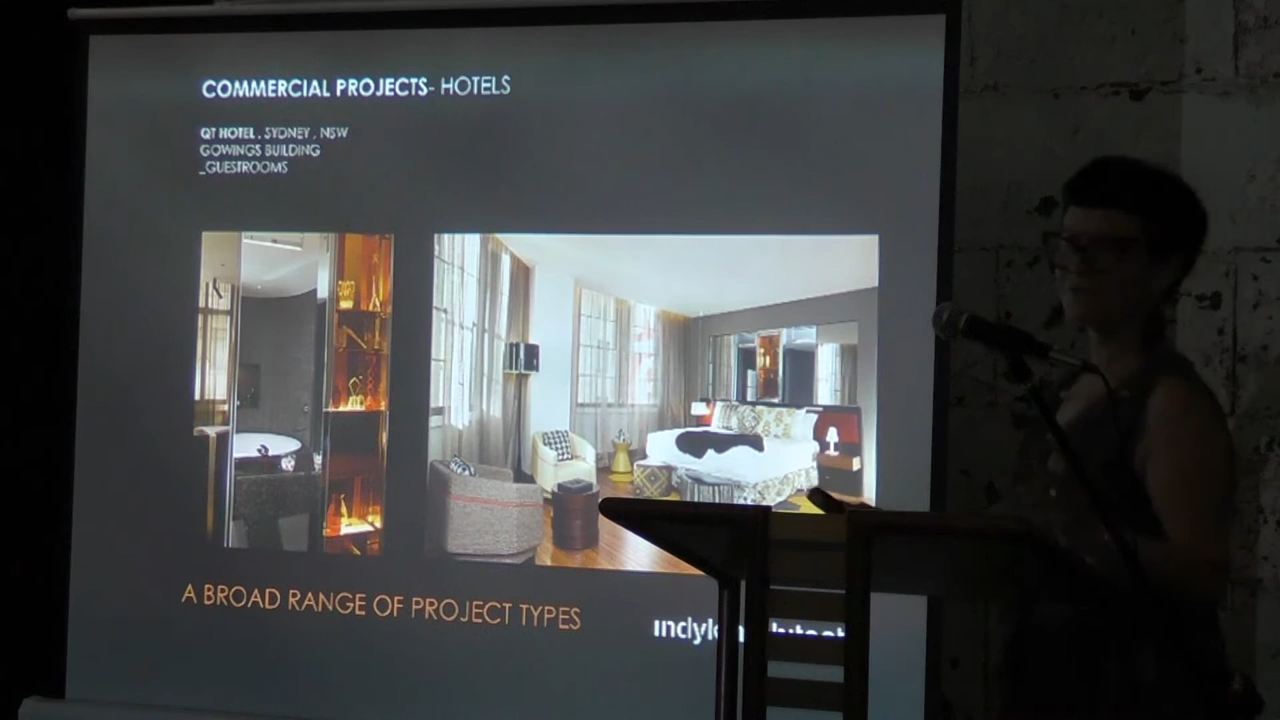 COMMERCIAL PROJECTS- HOTELS
QT HOTEL . SYDNEY . NSW
GOWINGS BUILDING
_GUESTROOMS
A BROAD RANGE OF PROJECT TYPES